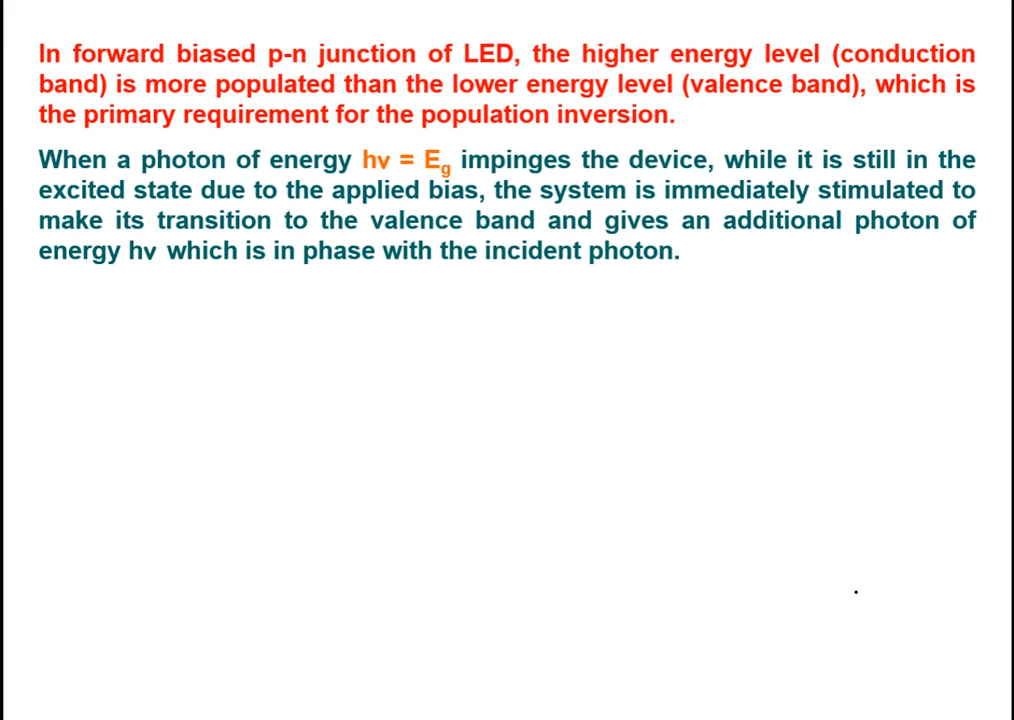 In forward biased p-n junction of LED, the higher energy level (conduction
band) is more populated than the lower energy level (valence band), which is
the primary requirement for the population inversion.
When a photon of energy hν = Eg impinges the device, while it is still in the
excited state due to the applied bias, the system is immediately stimulated to
make its transition to the valence band and gives an additional photon of
energy hν which is in phase with the incident photon.